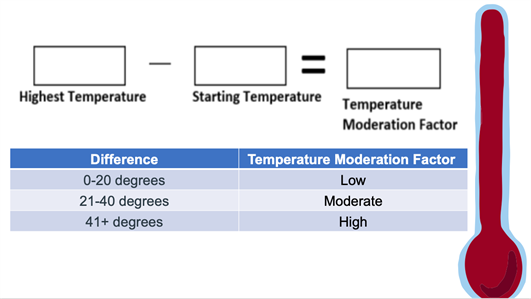 — =
Highest Temperature Starting Temperature Temperature
Moderation Factor
Difference Temperature Moderation Factor
0-20 degrees Low
21-40 degrees Moderate
41+ degrees High